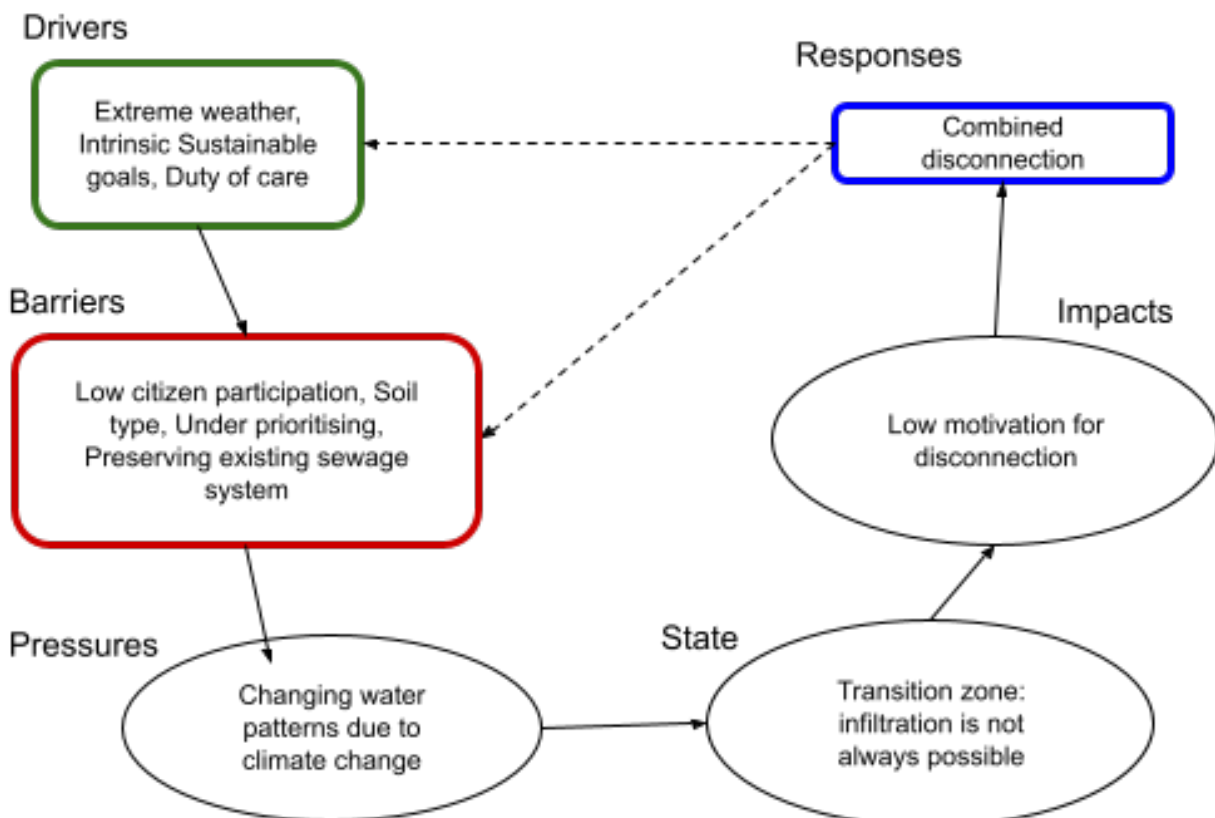 Drivers
Extreme weather,
Intrinsic Sustainable
goals, Duty of care
Responses
Combined
disconnection
Barriers
Low citizen participation, Soil
type, Under prioritising,
Preserving existing sewage
system
Impacts
Low motivation for
disconnection
Pressures
Changing water
patterns due to
climate change
State
Transition zone:
infiltration is not
always possible